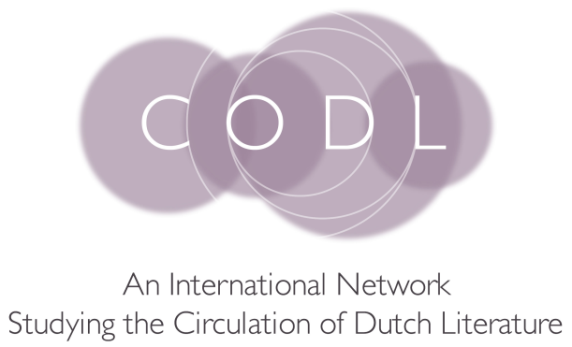 CODL
An International Network
Studying the Circulation of Dutch Literature